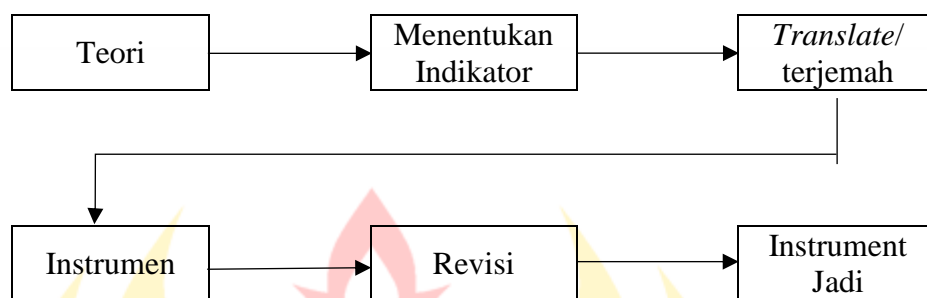 Teori
Menentukan
Indikator
Translate/
terjemah
Instrumen
Revisi
Instrument
Jadi